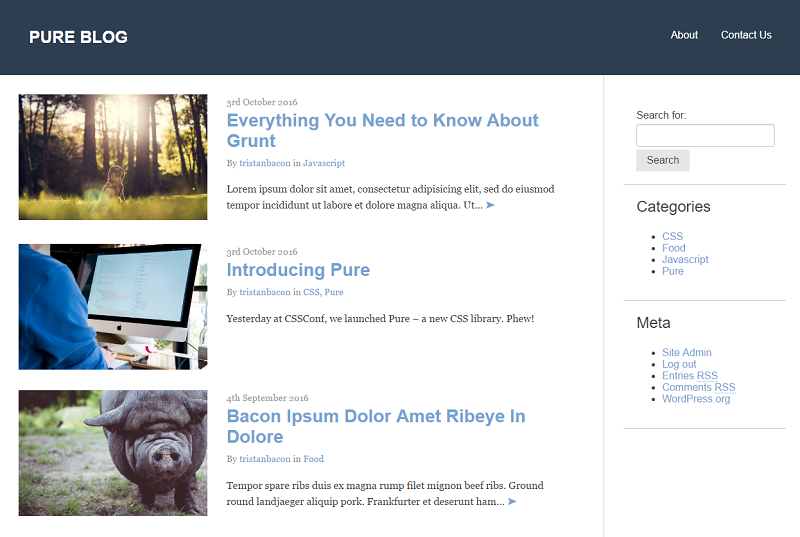 PURE BLOG
About
Contact Us
3rd October 2016
Everything You Need to Know About
Grunt
By tristanbacon in Javascript
Lorem ipsum dolor sit amet, consectetur adipisicing elit, sed do eiusmod
tempor incididunt ut labore et dolore magna aliqua. Ut... ➤
3rd October 2016
Introducing Pure
By tristanbacon in CSS, Pure
Yesterday at CSSConf, we launched Pure – a new CSS library. Phew!
4th September 2016
Bacon Ipsum Dolor Amet Ribeye In
Dolore
By tristanbacon in Food
Tempor spare ribs duis ex magna rump filet mignon beef ribs. Ground
round landjaeger aliquip pork. Frankfurter et deserunt ham... ➤
Search for:
Search
Categories
CSS
Food
Javascript
Pure
Meta
Site Admin
Log out
Entries RSS
Comments RSS
WordPress.org